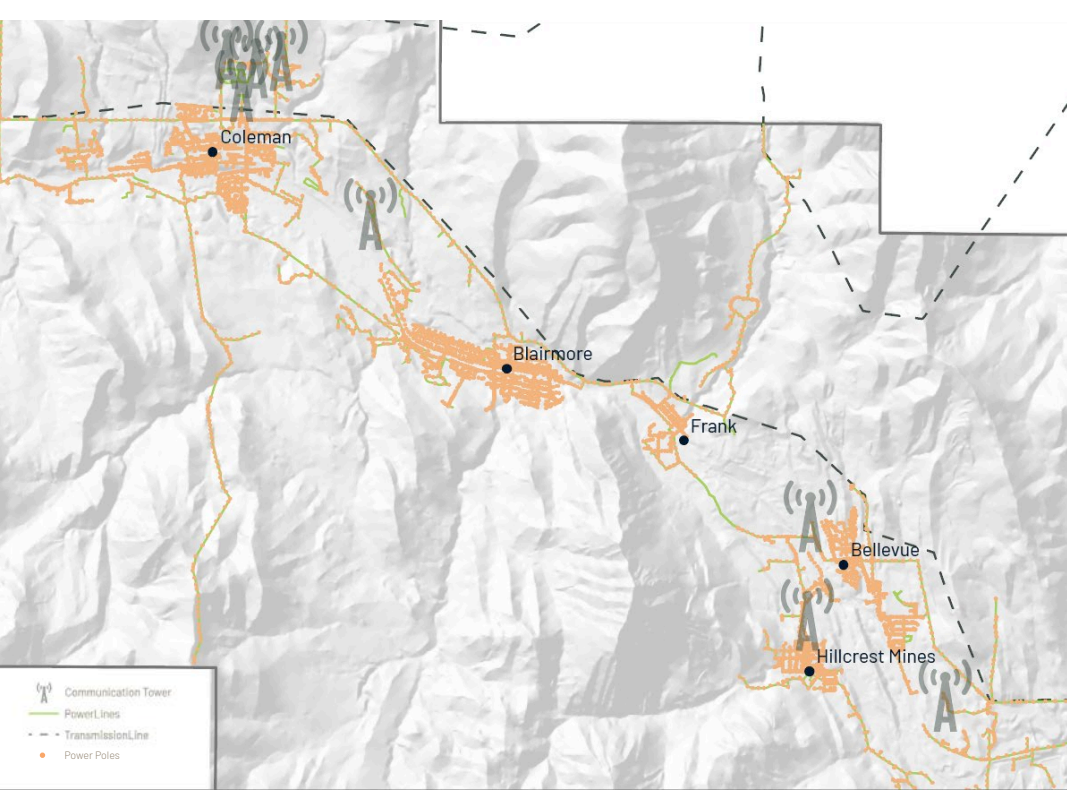 Coleman
Blairmore
Frank
Bellevue
Hillcrest Mines
Communication Tower
PowerLines
TransmissionLine
Power Poles